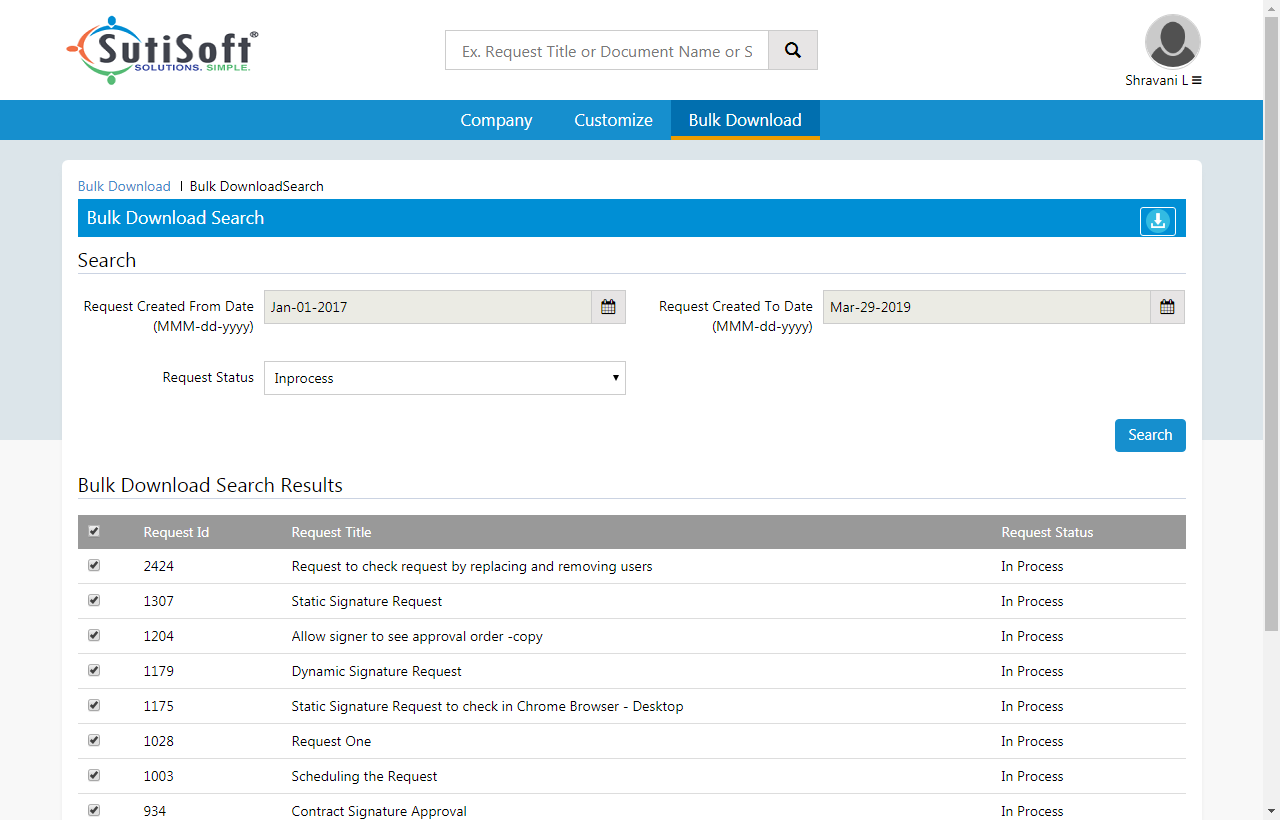 SutiSoft®
SOLUTIONS. SIMPLE.
Ex. Request Title or Document Name or S
Shravani L
Company Customize Bulk Download
Bulk Download | Bulk DownloadSearch
Bulk Download Search
Search
Request Created From Date (MMM-dd-yyyy) Jan-01-2017
Request Created To Date (MMM-dd-yyyy) Mar-29-2019
Request Status Inprocess
Search
Bulk Download Search Results
Request Id Request Title Request Status
2424 Request to check request by replacing and removing users In Process
1307 Static Signature Request In Process
1204 Allow signer to see approval order -copy In Process
1179 Dynamic Signature Request In Process
1175 Static Signature Request to check in Chrome Browser - Desktop In Process
1028 Request One In Process
1003 Scheduling the Request In Process
934 Contract Signature Approval In Process